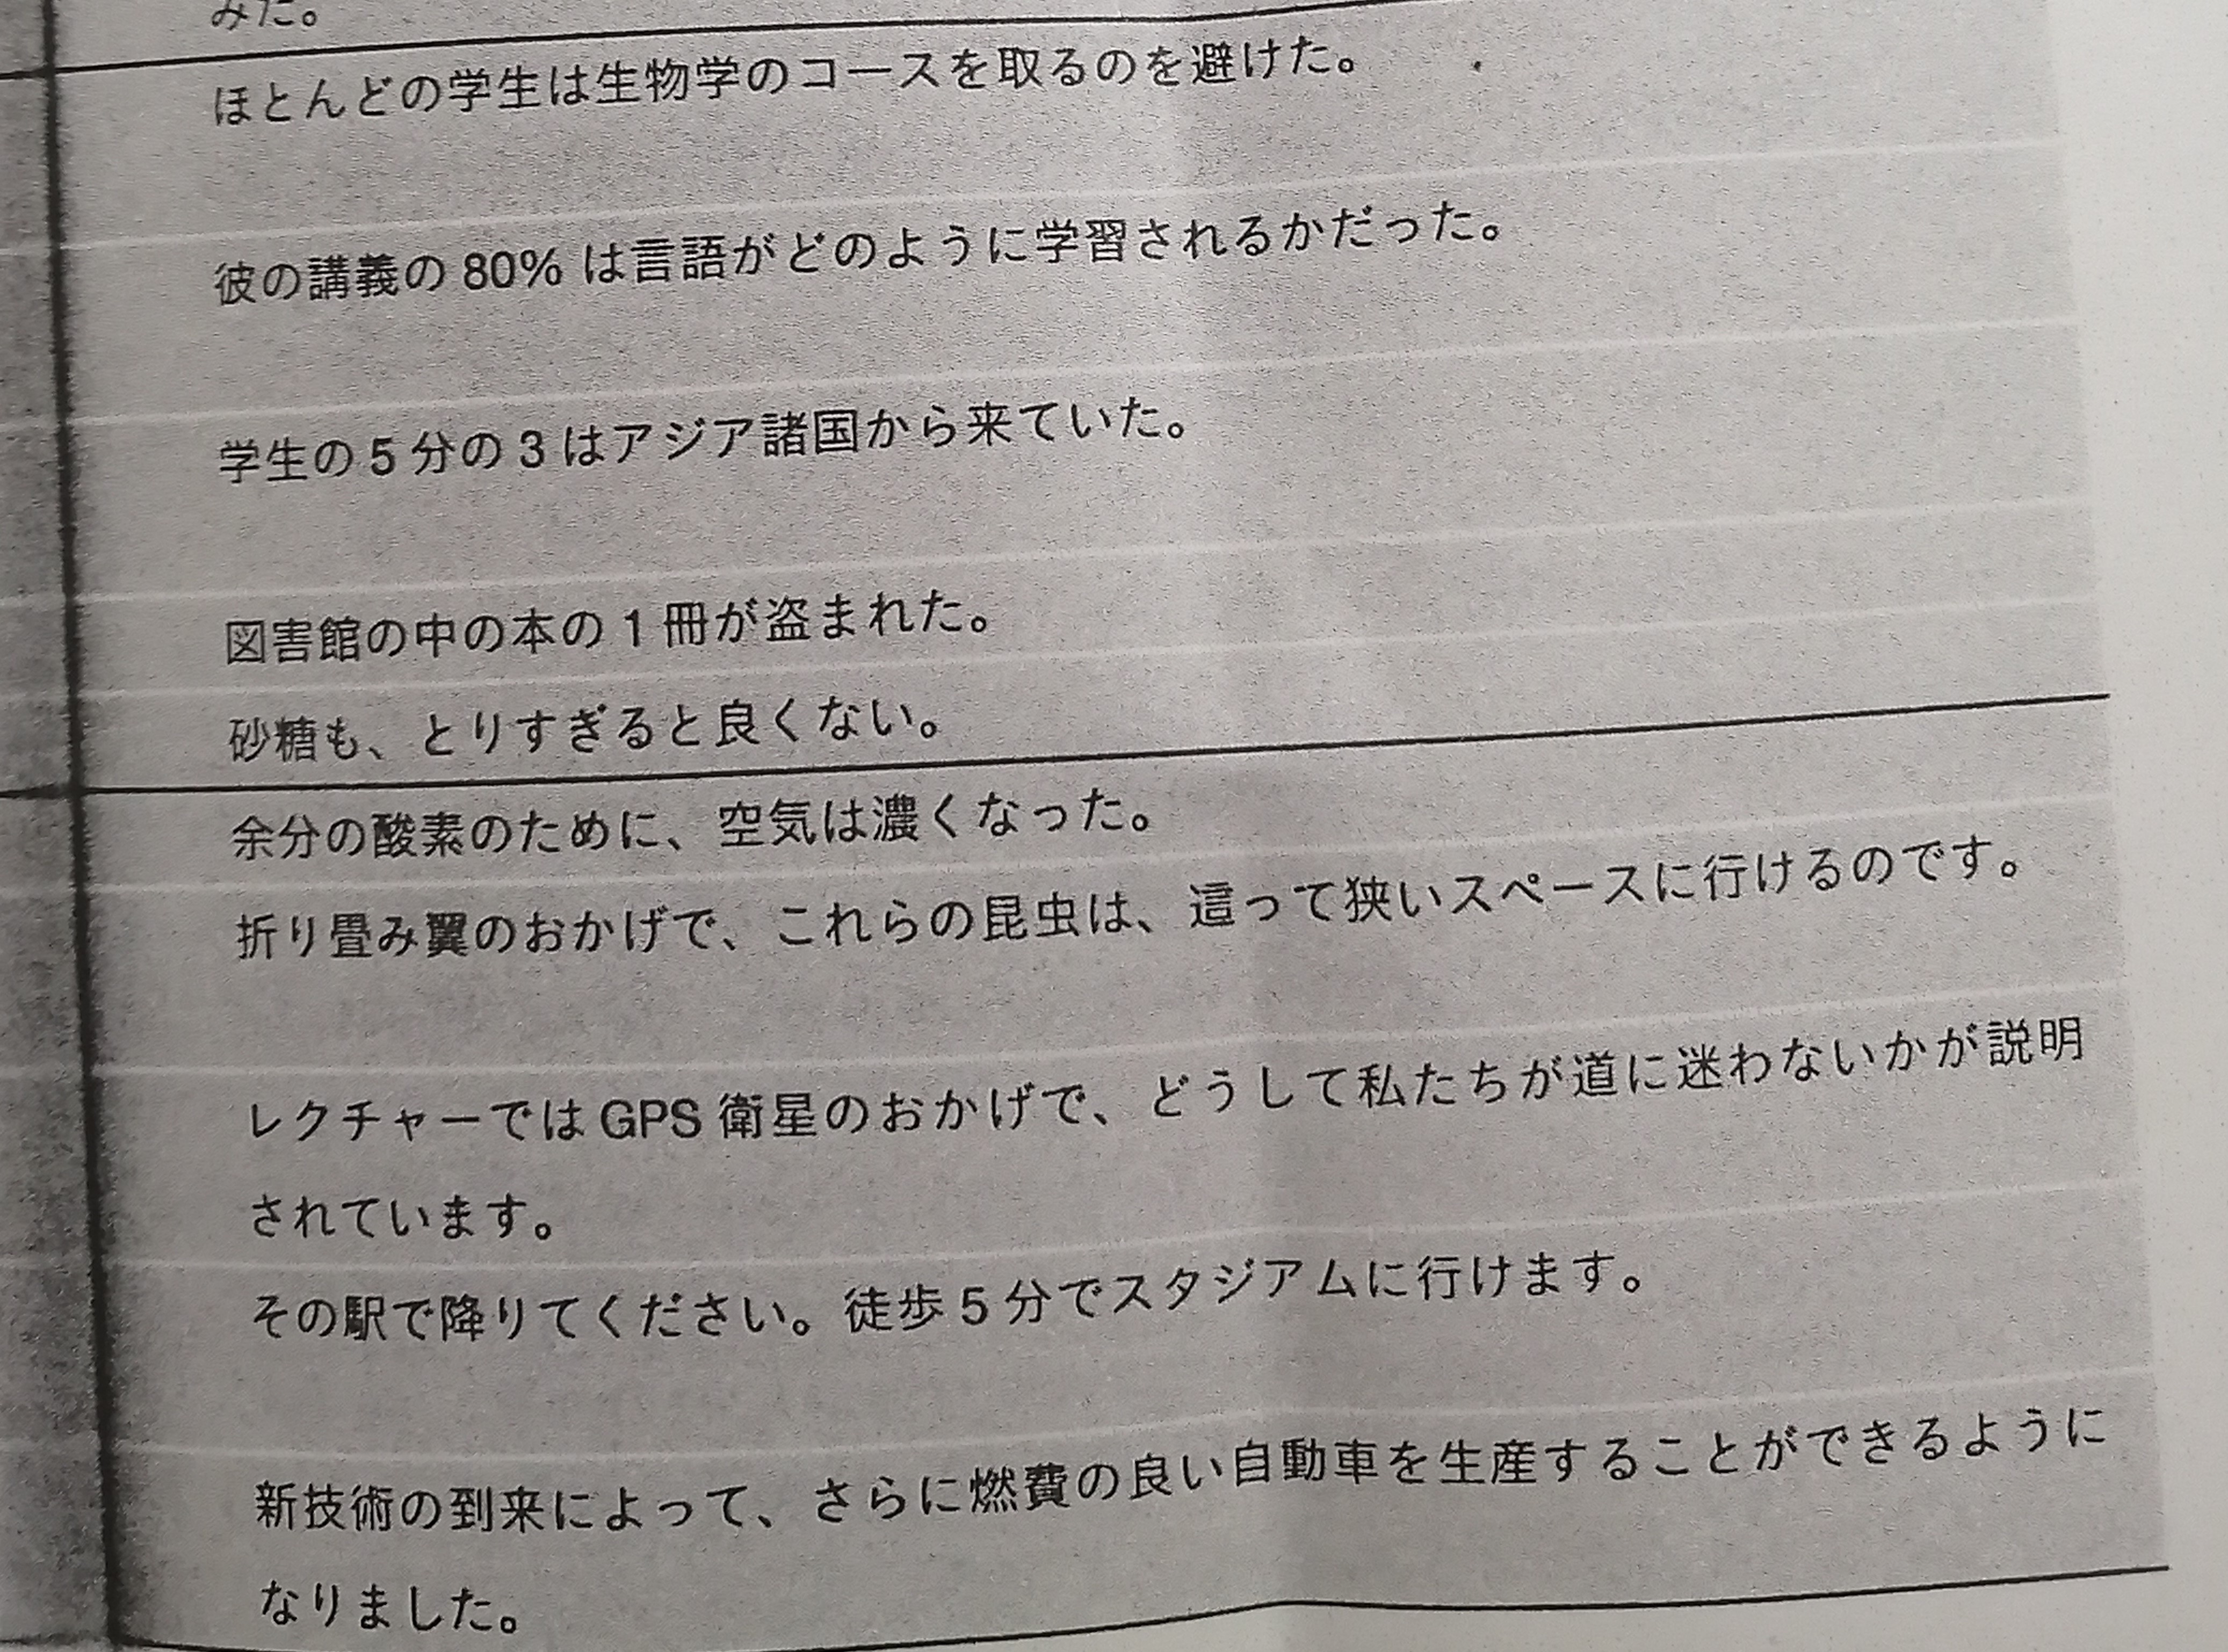 みた。
ほとんどの学生は生物学のコースを取るのを避けた。
彼の講義の 80% は言語がどのように学習されるかだった。
学生の 5 分の 3 はアジア諸国から来ていた。
図書館の中の本の 1 冊が盗まれた。
砂糖も、とりすぎると良くない。
余分の酸素のために、空気は濃くなった。
折り畳み翼のおかげで、これらの昆虫は、這って狭いスペースに行けるのです。
レクチャーでは GPS 衛星のおかげで、どうして私たちが道に迷わないかが説明
されています。
その駅で降りてください。徒歩 5 分でスタジアムに行けます。
新技術の到来によって、さらに燃費の良い自動車を生産することができるように
なりました。